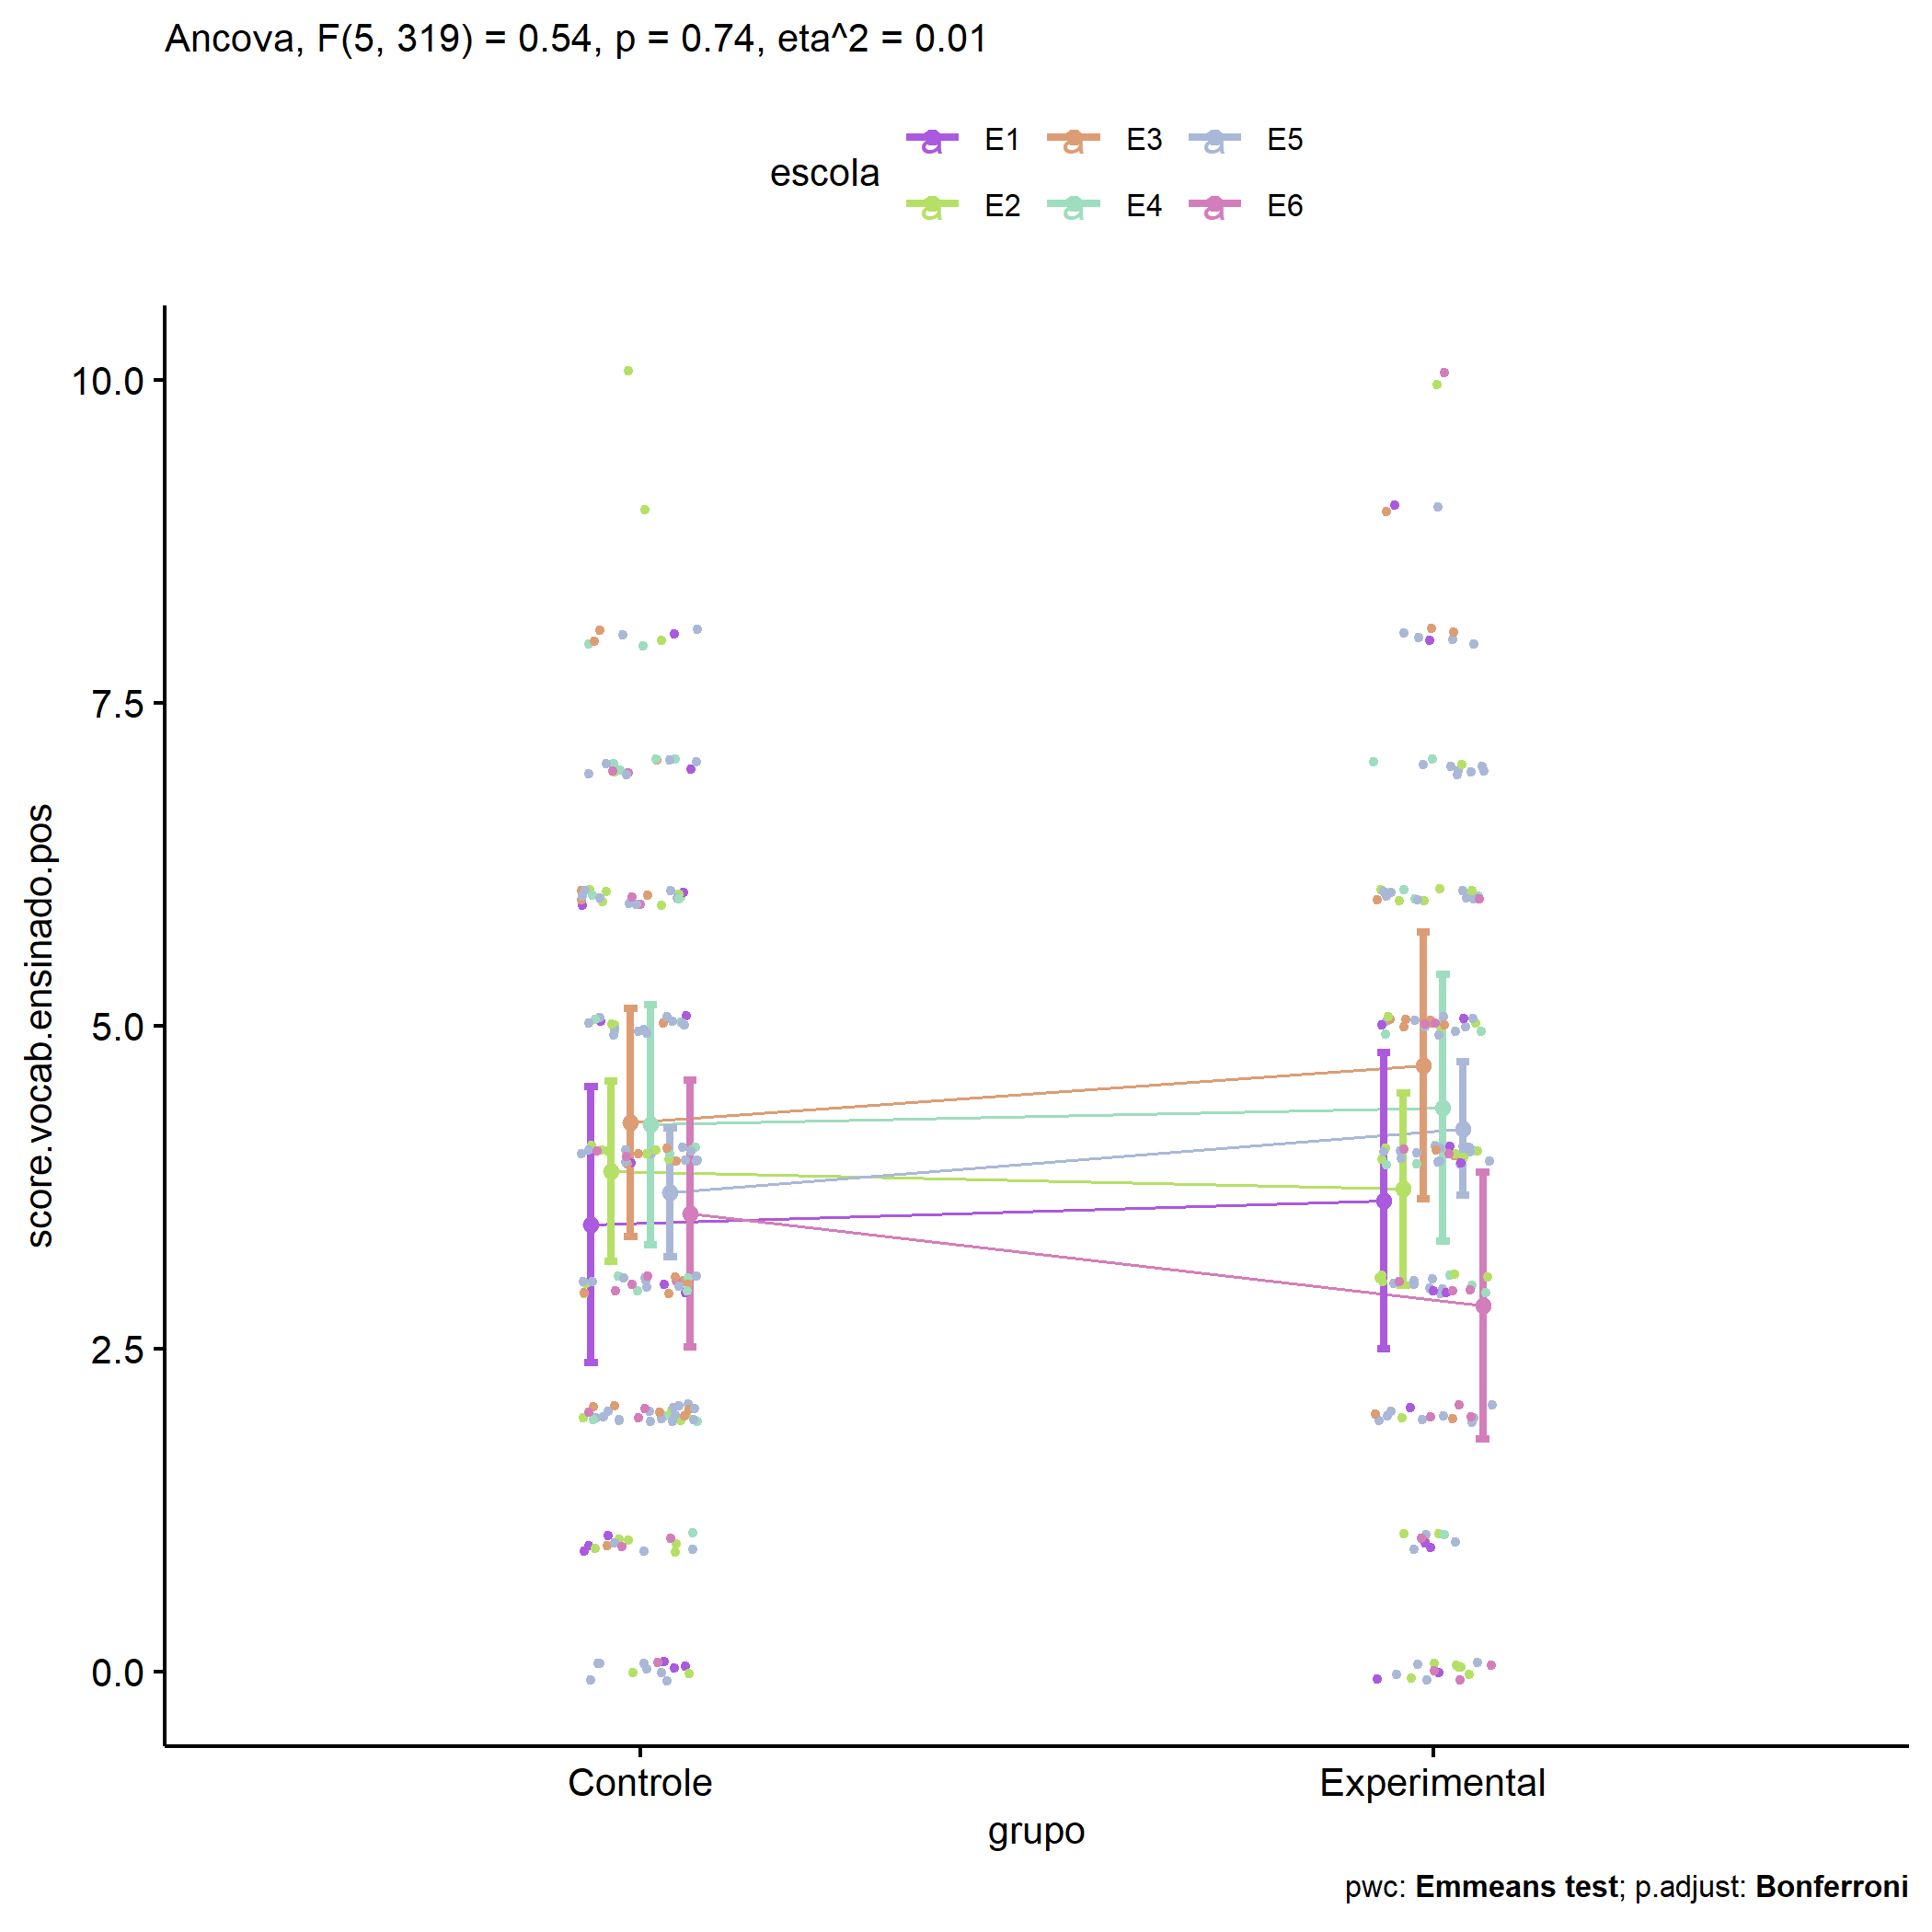 Ancova, F(5, 319) = 0.54, p = 0.74, eta^2 = 0.01
escola
a E1 a E3 a E5
a E2 a E4 a E6
score.vocab.ensinado.pos
10.0
7.5
5.0
2.5
0.0
Controle Experimental
grupo
pwc: Emmeans test; p.adjust: Bonferroni